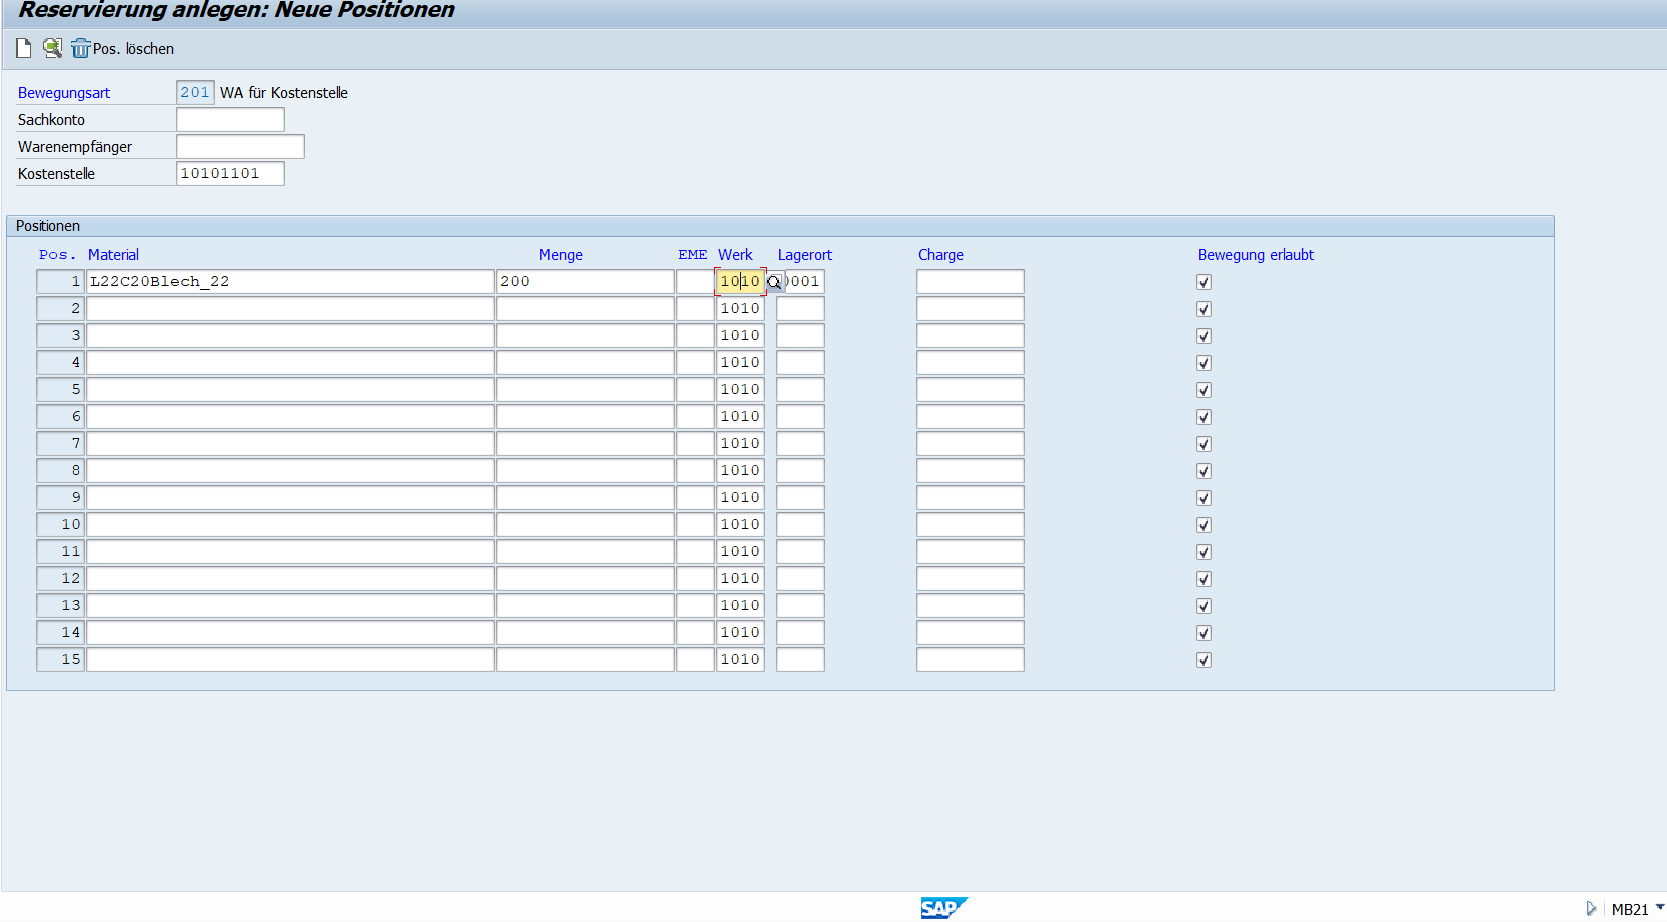 Reservierung anlegen: Neue Positionen
Pos. löschen
Bewegungsart 201 WA für Kostenstelle
Sachkonto
Warenempfänger
Kostenstelle 10101101
Positionen
Pos. Material Menge EME Werk Lagerort Charge Bewegung erlaubt
1 L22C20Blech_22 200 1010 0001
2 1010
3 1010
4 1010
5 1010
6 1010
7 1010
8 1010
9 1010
10 1010
11 1010
12 1010
13 1010
14 1010
15 1010
SAP MB21